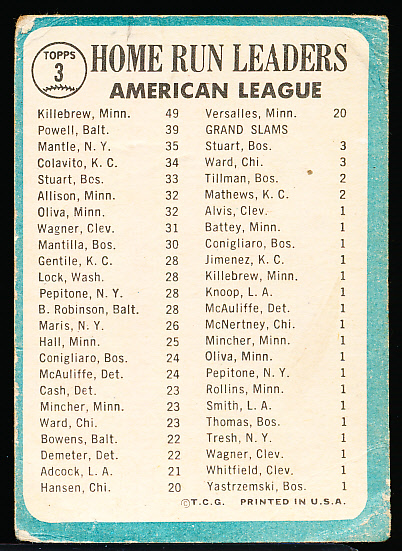 TOPPS
3
HOME RUN LEADERS
AMERICAN LEAGUE
Killebrew, Minn. 49
Powell, Balt. 39
Mantle, N. Y. 35
Colavito, K. C. 34
Stuart, Bos. 33
Allison, Minn. 32
Oliva, Minn. 32
Wagner, Clev. 31
Mantilla, Bos. 30
Gentile, K. C. 28
Lock, Wash. 28
Pepitone, N. Y. 28
B. Robinson, Balt. 28
Maris, N. Y. 26
Hall, Minn. 25
Conigliaro, Bos. 24
McAuliffe, Det. 24
Cash, Det. 23
Mincher, Minn. 23
Ward, Chi. 23
Bowens, Balt. 22
Demeter, Det. 22
Adcock, L. A. 21
Hansen, Chi. 20
Versalles, Minn. 20
GRAND SLAMS
Stuart, Bos. 3
Ward, Chi. 3
Tillman, Bos. 2
Mathews, K. C. 2
Alvis, Clev. 1
Battey, Minn. 1
Conigliaro, Bos. 1
Jimenez, K. C. 1
Killebrew, Minn. 1
Knoop, L. A. 1
McAuliffe, Det. 1
McNertney, Chi. 1
Mincher, Minn. 1
Oliva, Minn. 1
Pepitone, N. Y. 1
Rollins, Minn. 1
Smith, L. A. 1
Thomas, Bos. 1
Tresh, N. Y. 1
Wagner, Clev. 1
Whitfield, Clev. 1
Yastrzemski, Bos. 1
©T.C.G. PRINTED IN U.S.A.